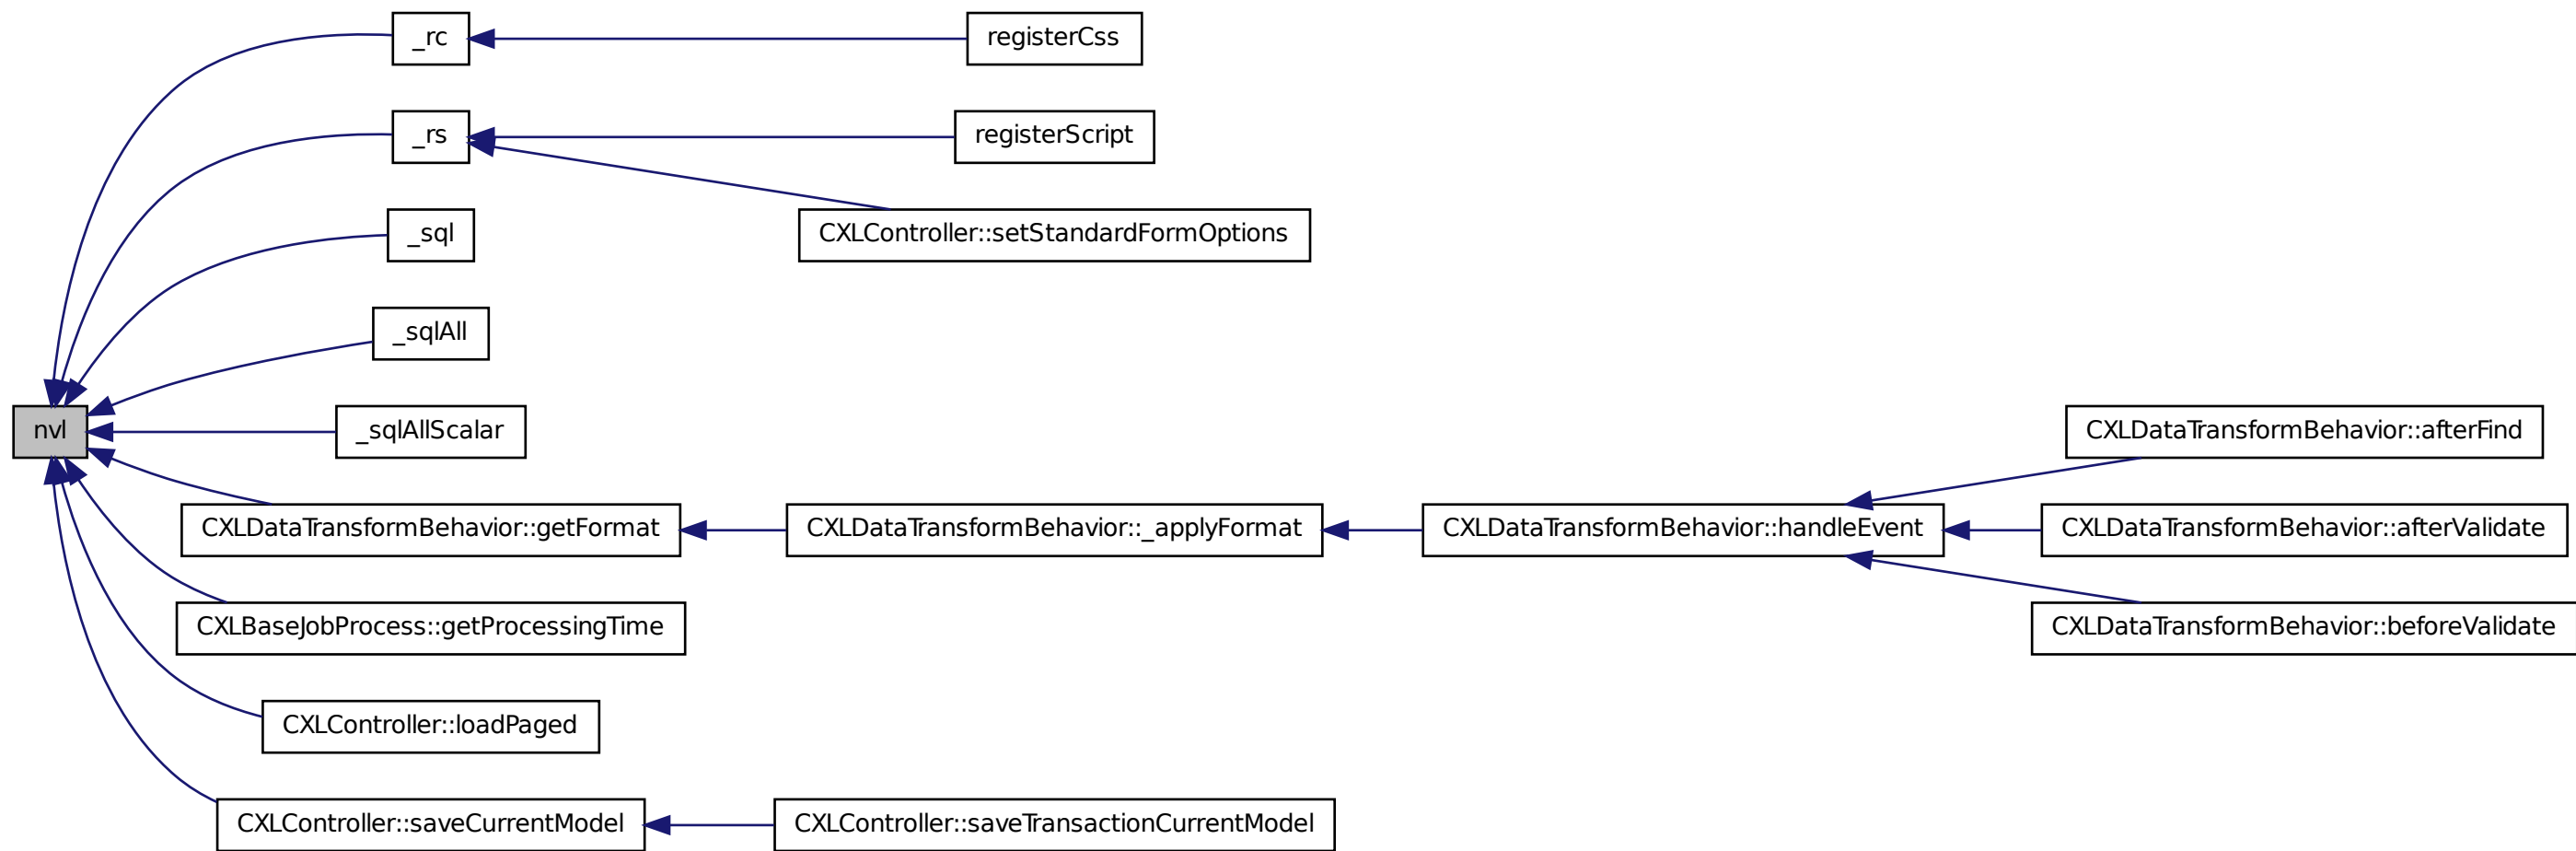 _rc
registerCss
_rs
registerScript
_sql
CXLController::setStandardFormOptions
_sqlAll
nvl
_sqlAllScalar
CXLDataTransformBehavior::afterFind
CXLDataTransformBehavior::getFormat
CXLDataTransformBehavior::_applyFormat
CXLDataTransformBehavior::handleEvent
CXLDataTransformBehavior::afterValidate
CXLBaseJobProcess::getProcessingTime
CXLDataTransformBehavior::beforeValidate
CXLController::loadPaged
CXLController::saveCurrentModel
CXLController::saveTransactionCurrentModel